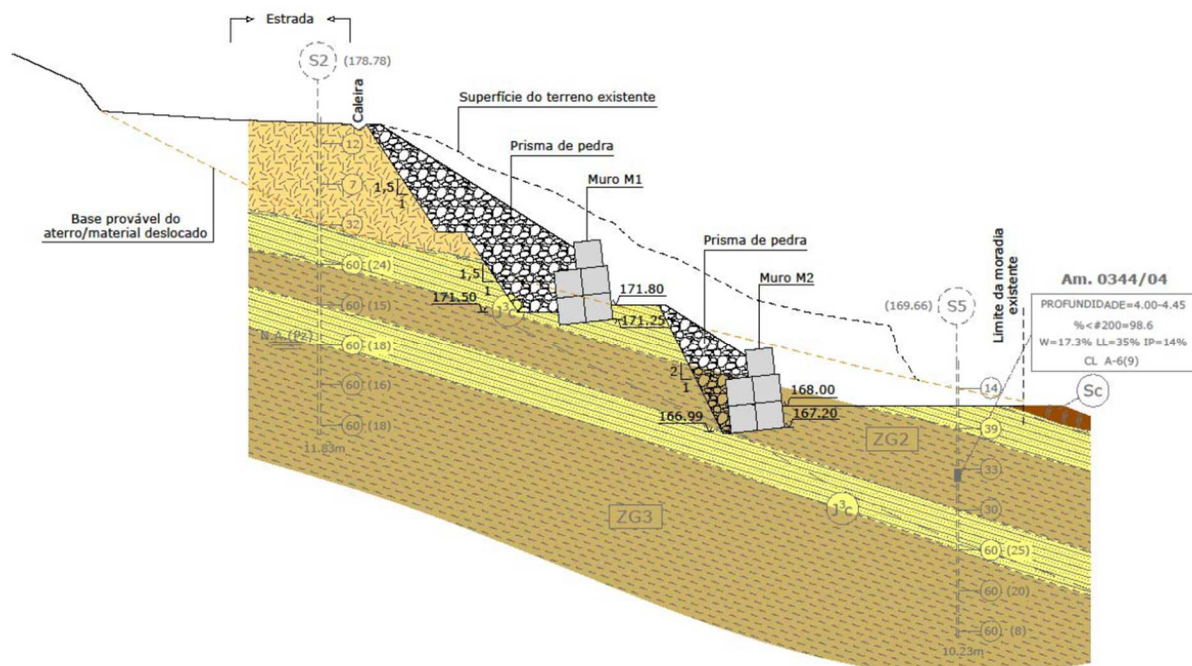 Estrada
S2 (178.78)
Caleira
Superfície do terreno existente
Prisma de pedra
Muro M1
Base provável do
aterro/material deslocado
12
7
32
60 (24)
60 (15)
60 (18)
60 (16)
60 (18)
11.83m
N.A.(P2)
1,5
1
1,5
1
171.50
J³c
171.80
171.25
Prisma de pedra
Muro M2
2
1
166.99
168.00
167.20
(169.66) S5
Limite da moradia
existente
Am. 0344/04
PROFUNDIDADE=4.00-4.45
%<#200=98.6
W=17.3% LL=35% IP=14%
CL A-6(9)
Sc
14
39
33
30
60 (25)
60 (20)
60 (8)
10.23m
ZG2
J³c
ZG3